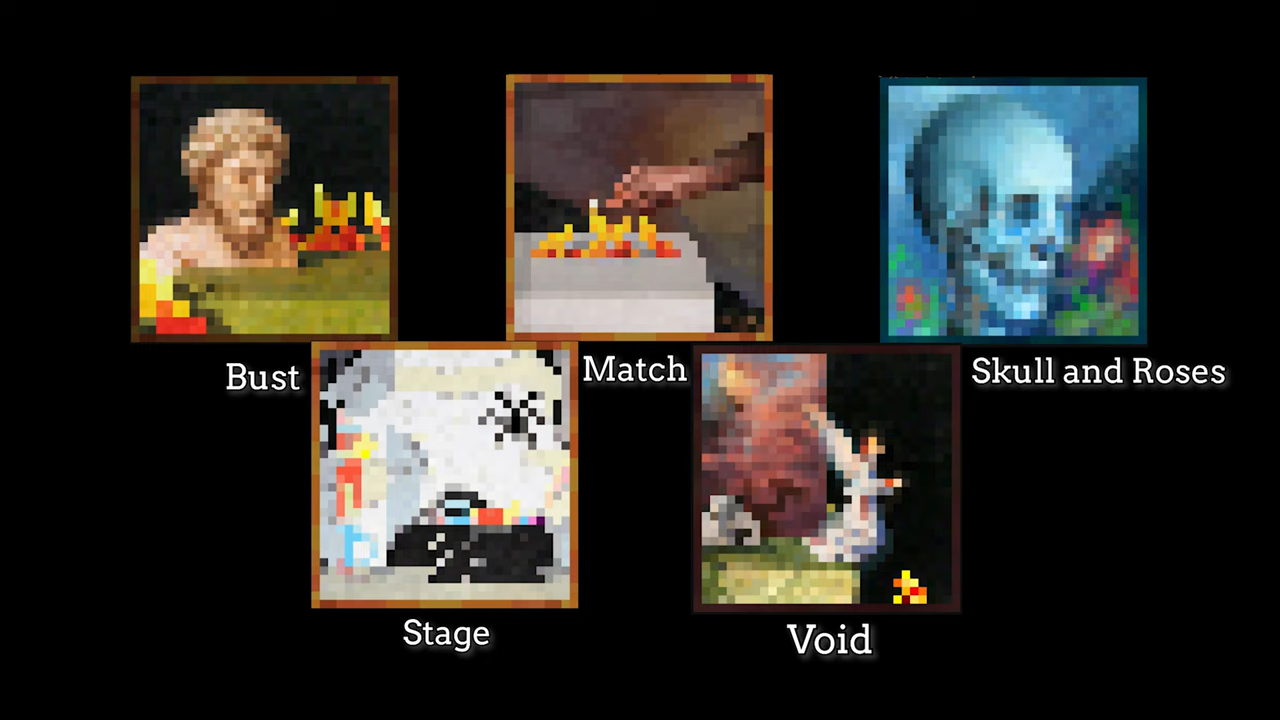 Bust
Match
Skull and Roses
Stage
Void